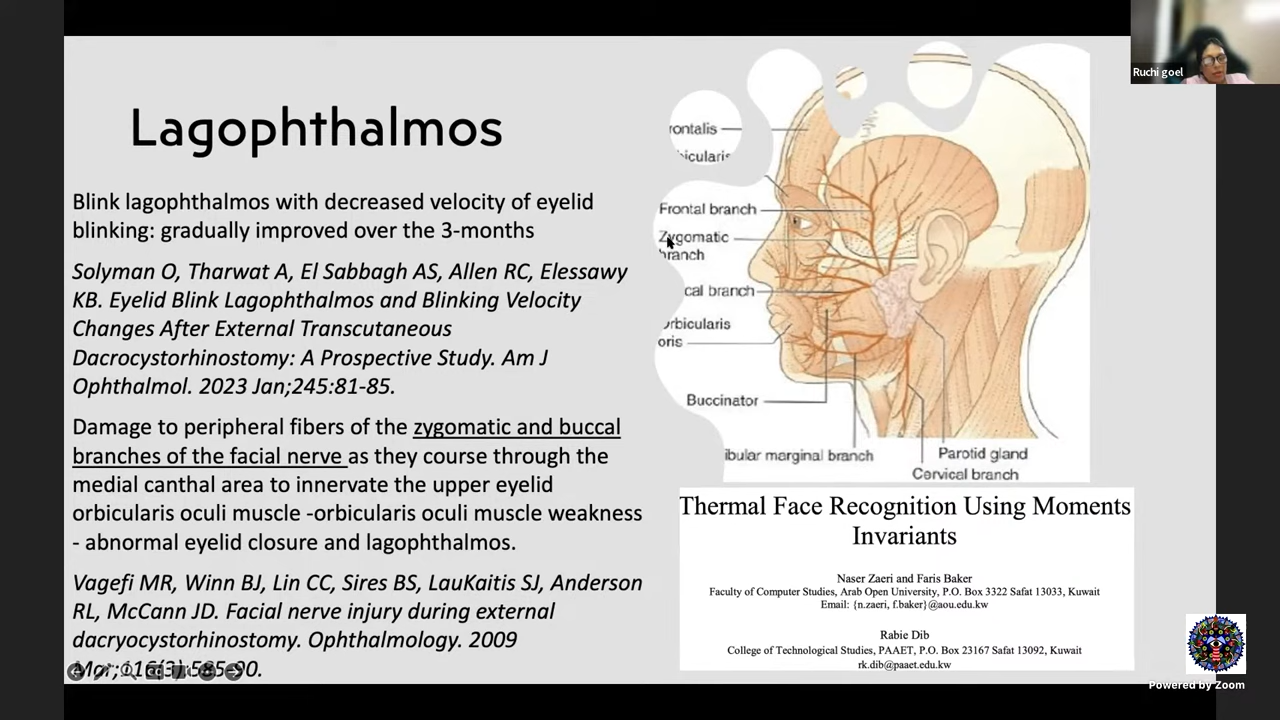 Ruchi goel
Lagophthalmos
Blink lagophthalmos with decreased velocity of eyelid
blinking: gradually improved over the 3-months
Solyman O, Tharwat A, El Sabbagh AS, Allen RC, Elessawy
KB. Eyelid Blink Lagophthalmos and Blinking Velocity
Changes After External Transcutaneous
Dacrocystorhinostomy: A Prospective Study. Am J
Ophthalmol. 2023 Jan;245:81-85.
Damage to peripheral fibers of the zygomatic and buccal
branches of the facial nerve as they course through the
medial canthal area to innervate the upper eyelid
orbicularis oculi muscle -orbicularis oculi muscle weakness
- abnormal eyelid closure and lagophthalmos.
Vagefi MR, Winn BJ, Lin CC, Sires BS, LauKaitis SJ, Anderson
RL, McCann JD. Facial nerve injury during external
dacryocystorhinostomy. Ophthalmology. 2009
Mar;116(3):585-90.
rontalis
bicularis
Frontal branch
Zygomatic
branch
cal branch
orbicularis
oris
Buccinator
ibular marginal branch
Parotid gland
Cervical branch
Thermal Face Recognition Using Moments
Invariants
Naser Zaeri and Faris Baker
Faculty of Computer Studies, Arab Open University, P.O. Box 3322 Safat 13033, Kuwait
Email: {n.zaeri, f.baker}@aou.edu.kw
Rabie Dib
College of Technological Studies, PAAET, P.O. Box 23167 Safat 13092, Kuwait
rk.dib@paaet.edu.kw
Powered by Zoom